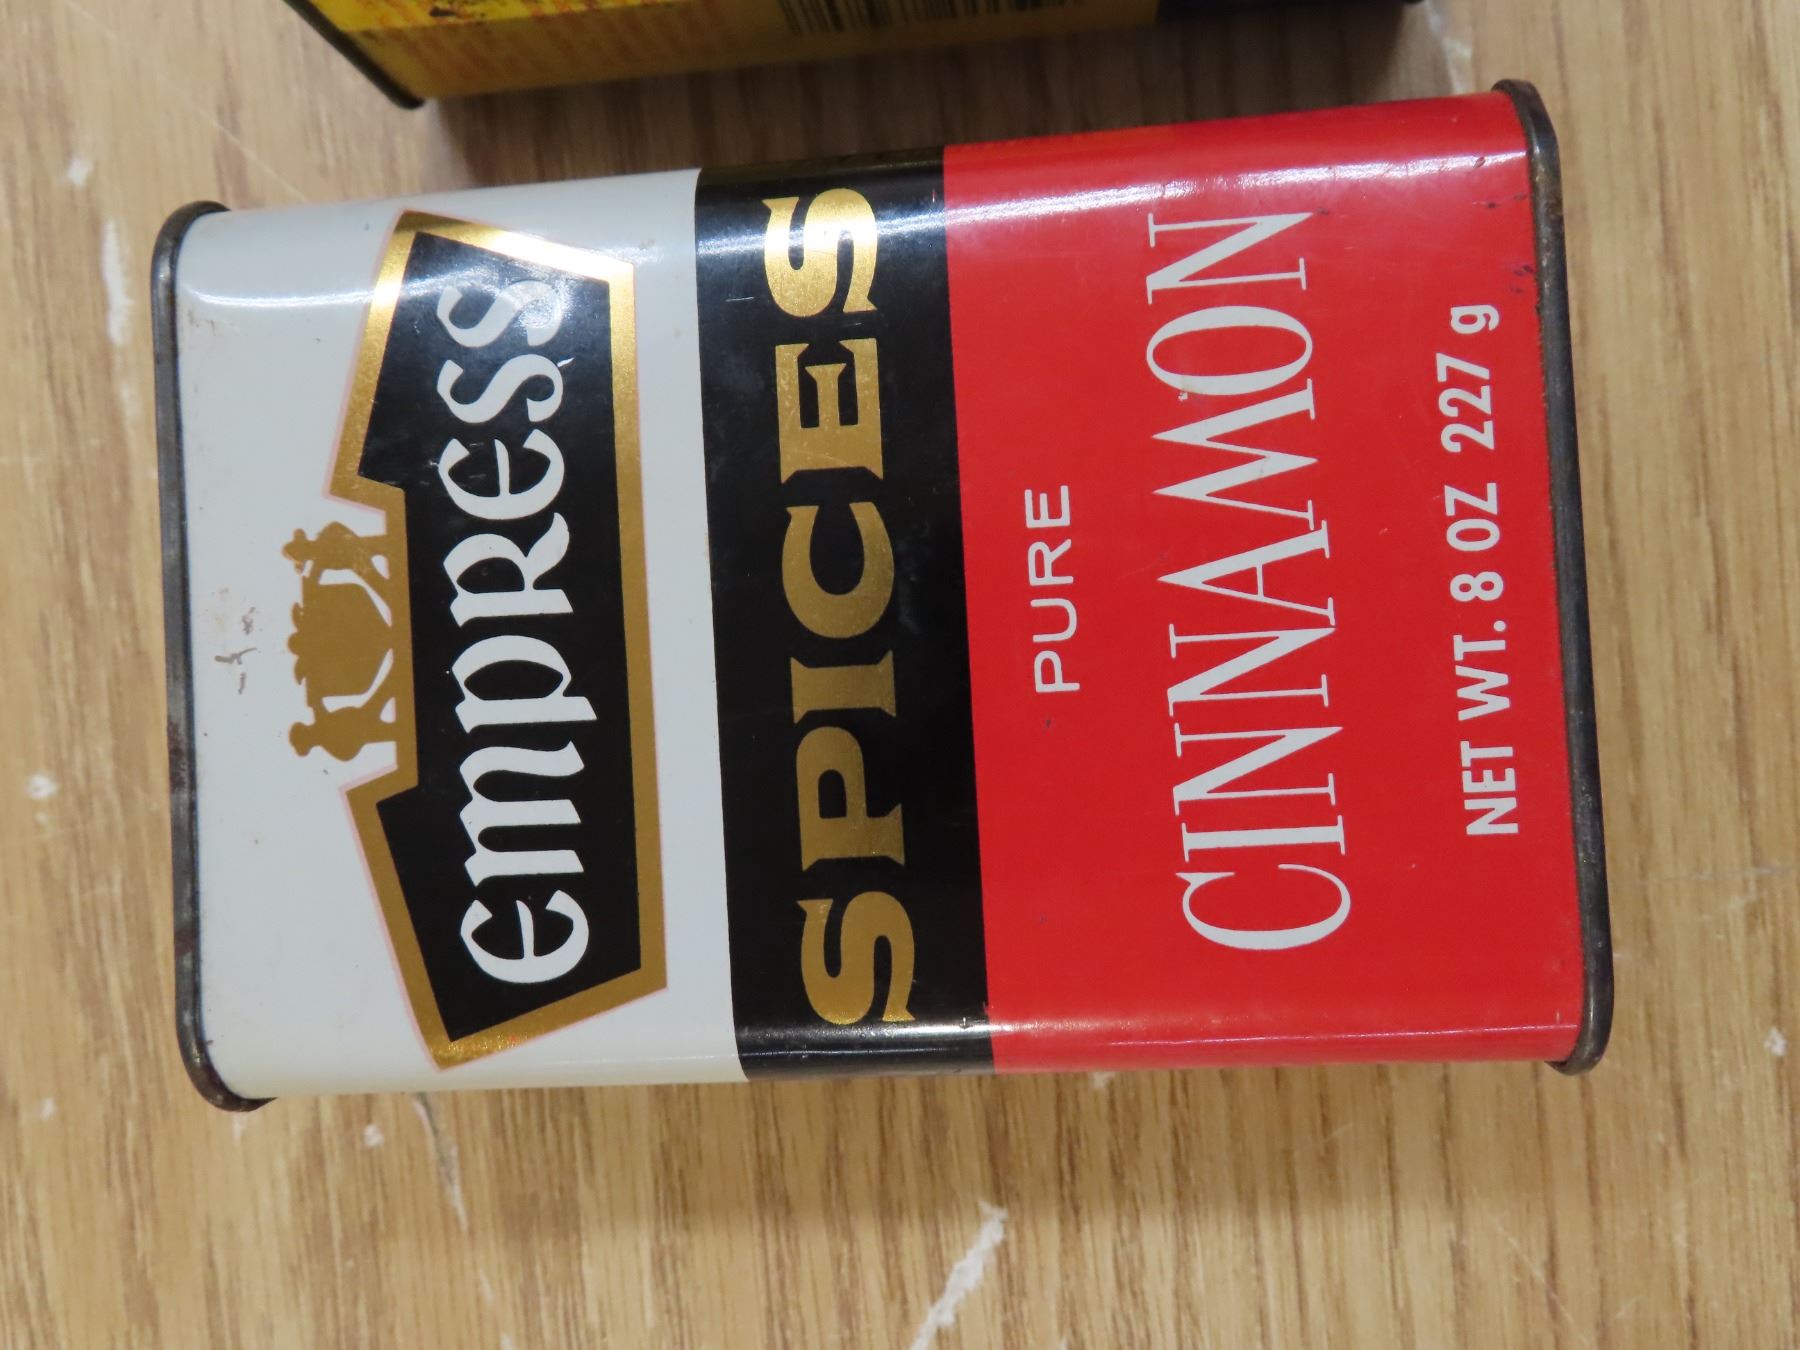 empress
SPICES
PURE
CINNAMON
NET WT. 8 OZ 227 g